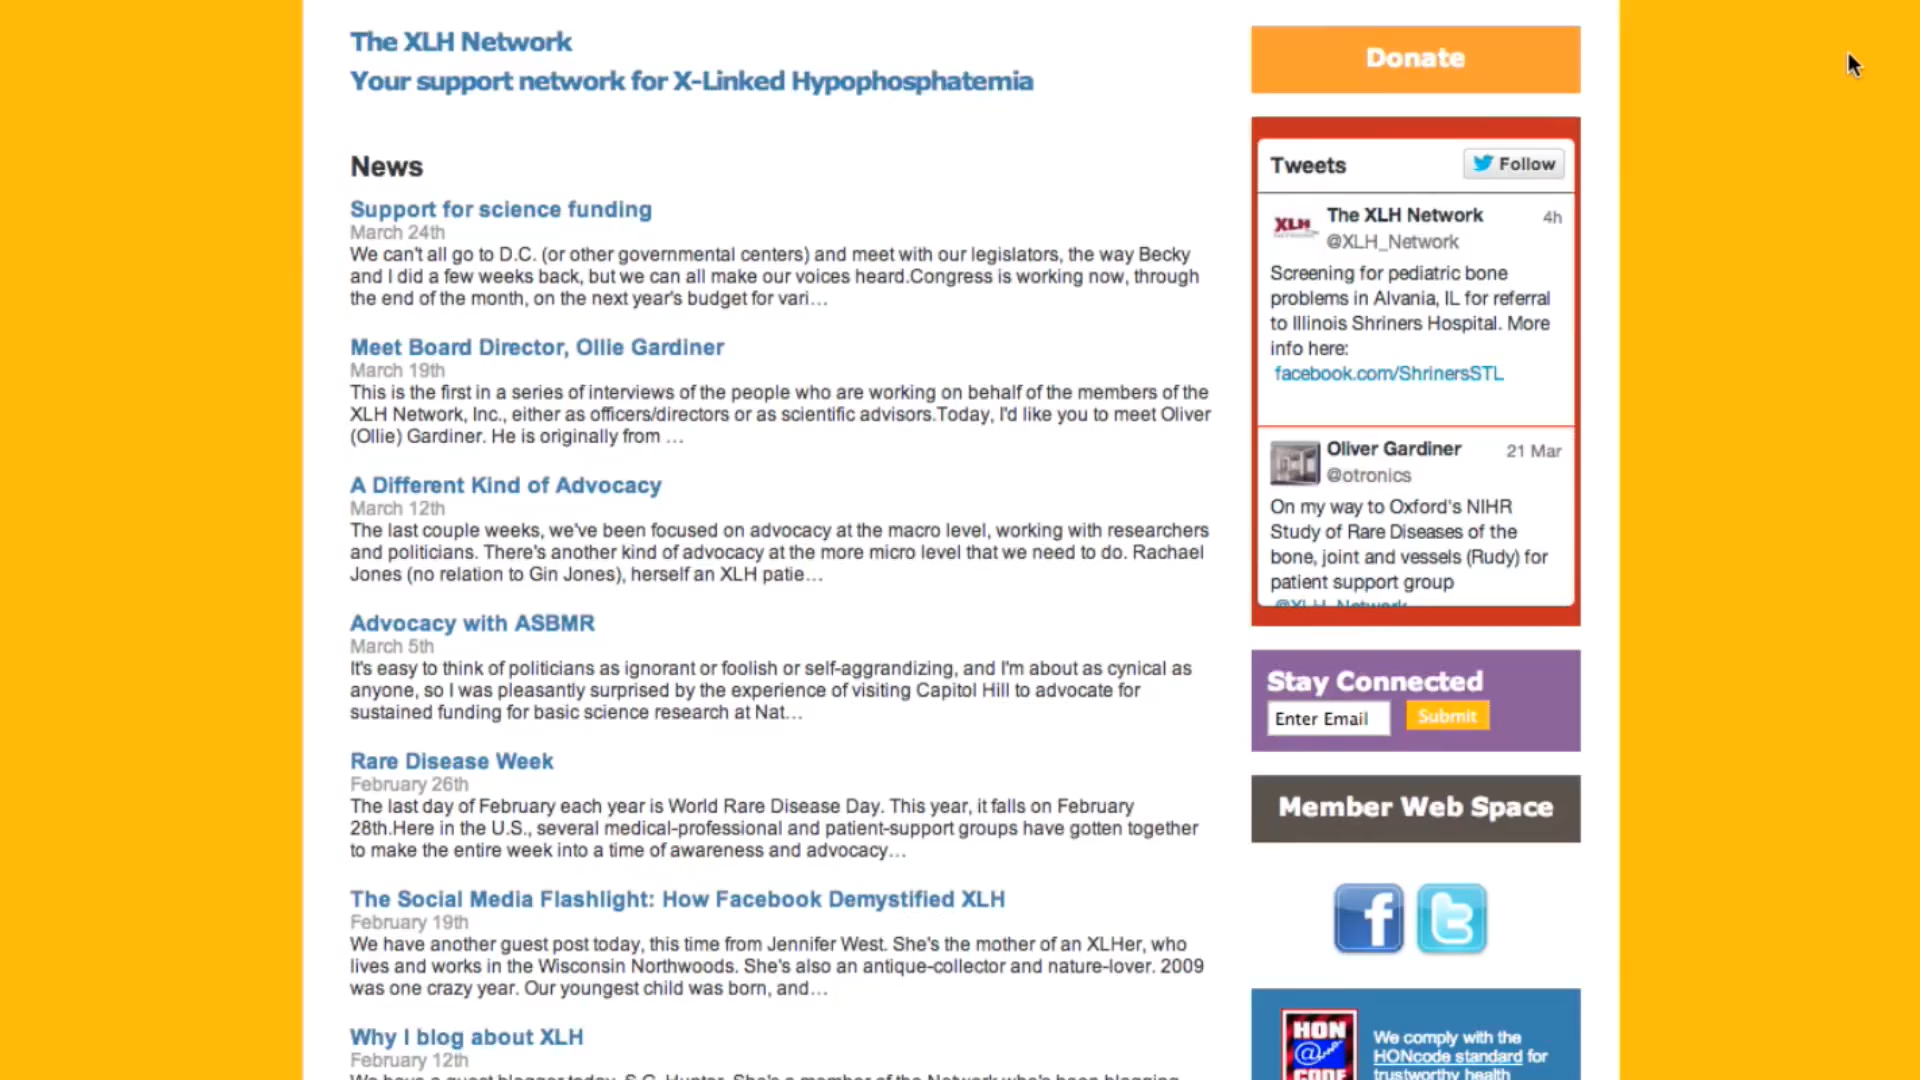 The XLH Network
Your support network for X-Linked Hypophosphatemia
News
Support for science funding
March 24th
We can't all go to D.C. (or other governmental centers) and meet with our legislators, the way Becky
and I did a few weeks back, but we can all make our voices heard.Congress is working now, through
the end of the month, on the next year's budget for vari...
Meet Board Director, Ollie Gardiner
March 19th
This is the first in a series of interviews of the people who are working on behalf of the members of the
XLH Network, Inc., either as officers/directors or as scientific advisors.Today, I'd like you to meet Oliver
(Ollie) Gardiner. He is originally from ...
A Different Kind of Advocacy
March 12th
The last couple weeks, we've been focused on advocacy at the macro level, working with researchers
and politicians. There's another kind of advocacy at the more micro level that we need to do. Rachael
Jones (no relation to Gin Jones), herself an XLH patie...
Advocacy with ASBMR
March 5th
It's easy to think of politicians as ignorant or foolish or self-aggrandizing, and I'm about as cynical as
anyone, so I was pleasantly surprised by the experience of visiting Capitol Hill to advocate for
sustained funding for basic science research at Nat...
Rare Disease Week
February 26th
The last day of February each year is World Rare Disease Day. This year, it falls on February
28th.Here in the U.S., several medical-professional and patient-support groups have gotten together
to make the entire week into a time of awareness and advocacy...
The Social Media Flashlight: How Facebook Demystified XLH
February 19th
We have another guest post today, this time from Jennifer West. She's the mother of an XLHer, who
lives and works in the Wisconsin Northwoods. She's also an antique-collector and nature-lover. 2009
was one crazy year. Our youngest child was born, and...
Why I blog about XLH
February 12th
We have a guest blogger today, S.G. Hunter. She's a member of the Network who's been blogging
Donate
Tweets
Follow
XLH
The XLH Network 4h
@XLH_Network
Screening for pediatric bone
problems in Alvania, IL for referral
to Illinois Shriners Hospital. More
info here:
facebook.com/ShrinersSTL
Oliver Gardiner 21 Mar
@otronics
On my way to Oxford's NIHR
Study of Rare Diseases of the
bone, joint and vessels (Rudy) for
patient support group
@XLH_Network
Stay Connected
Enter Email Submit
Member Web Space
f t
HON
@
CODE
We comply with the
HONcode standard for
trustworthy health